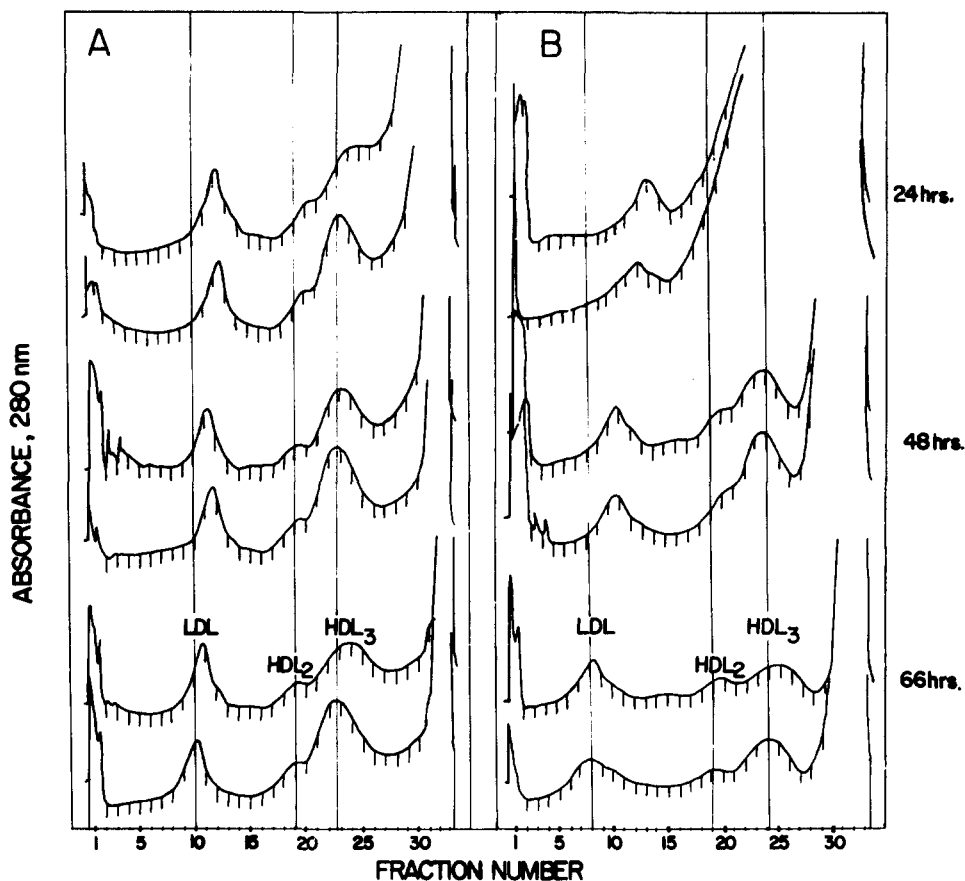 A
B
ABSORBANCE, 280 nm
24 hrs.
48 hrs.
LDL
HDL3
HDL2
LDL
HDL3
HDL2
66 hrs.
1 5 10 15 20 25 30
1 5 10 15 20 25 30
FRACTION NUMBER